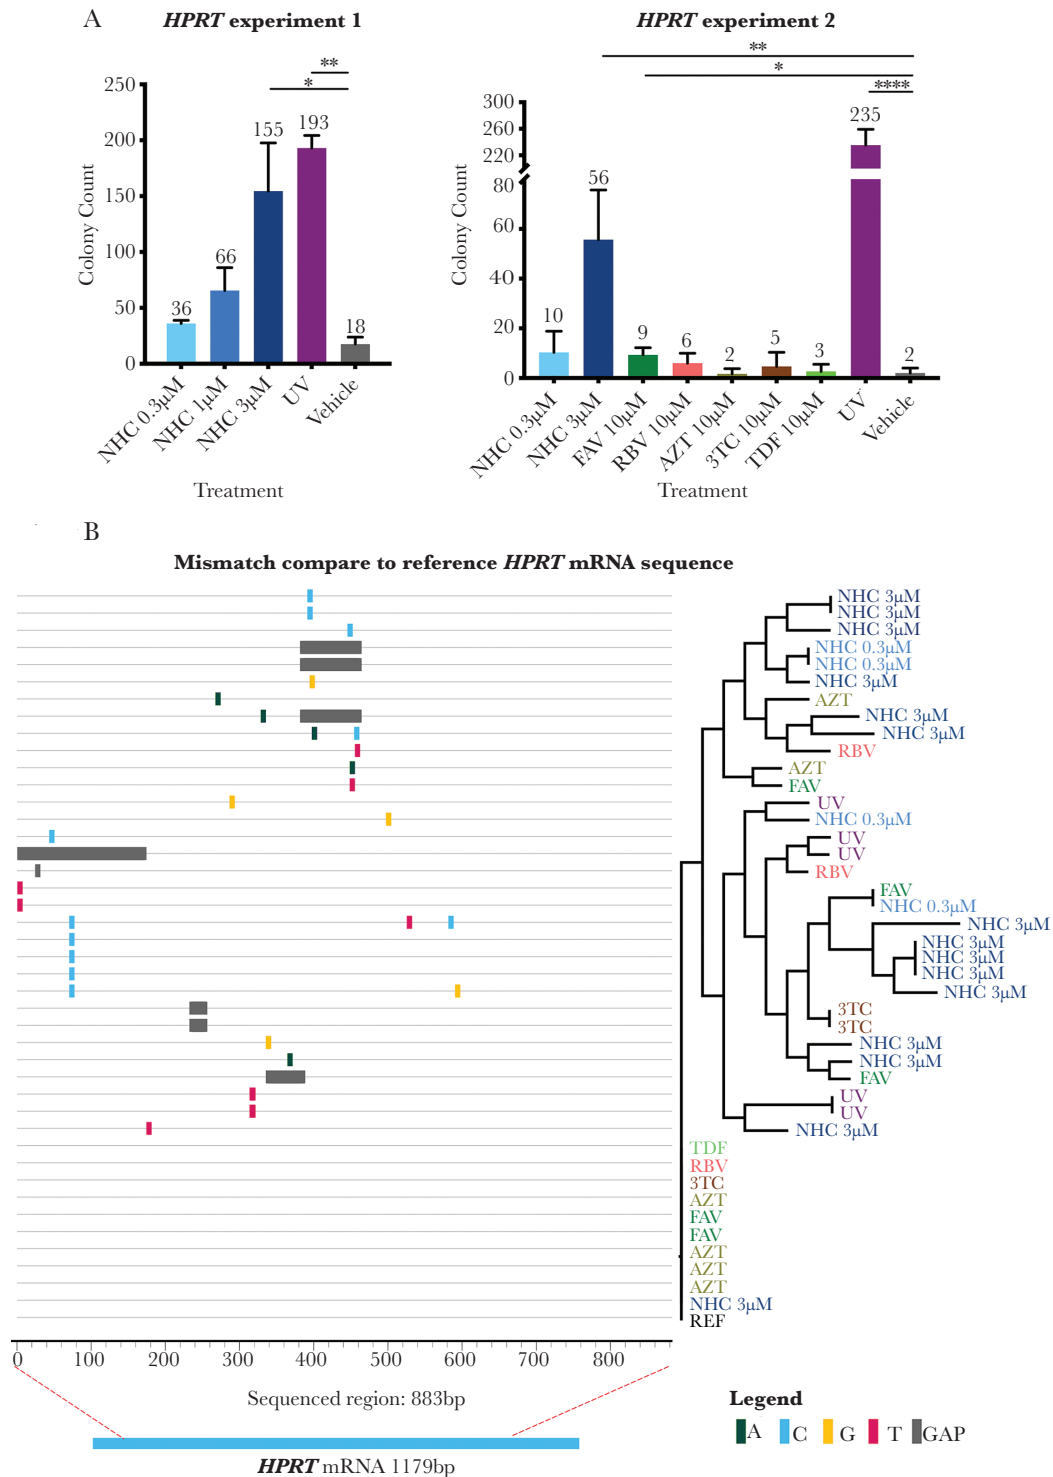 A
HPRT experiment 1
HPRT experiment 2
**
*
**
*
****
Colony Count
250
200
150
100
50
0
36
66
155
193
18
NHC 0.3µM
NHC 1µM
NHC 3µM
UV
Vehicle
Treatment
Colony Count
300
260
220
80
60
40
20
0
10
56
9
6
2
5
3
235
2
NHC 0.3µM
NHC 3µM
FAV 10µM
RBV 10µM
AZT 10µM
3TC 10µM
TDF 10µM
UV
Vehicle
Treatment
B
Mismatch compare to reference HPRT mRNA sequence
NHC 3µM
NHC 3µM
NHC 3µM
NHC 0.3µM
NHC 0.3µM
NHC 3µM
AZT
NHC 3µM
NHC 3µM
RBV
AZT
FAV
UV
NHC 0.3µM
UV
UV
RBV
FAV
NHC 0.3µM
NHC 3µM
NHC 3µM
NHC 3µM
NHC 3µM
NHC 3µM
3TC
3TC
NHC 3µM
NHC 3µM
FAV
UV
UV
NHC 3µM
TDF
RBV
3TC
AZT
FAV
FAV
AZT
AZT
AZT
NHC 3µM
REF
0 100 200 300 400 500 600 700 800
Sequenced region: 883bp
HPRT mRNA 1179bp
Legend
A C G T GAP